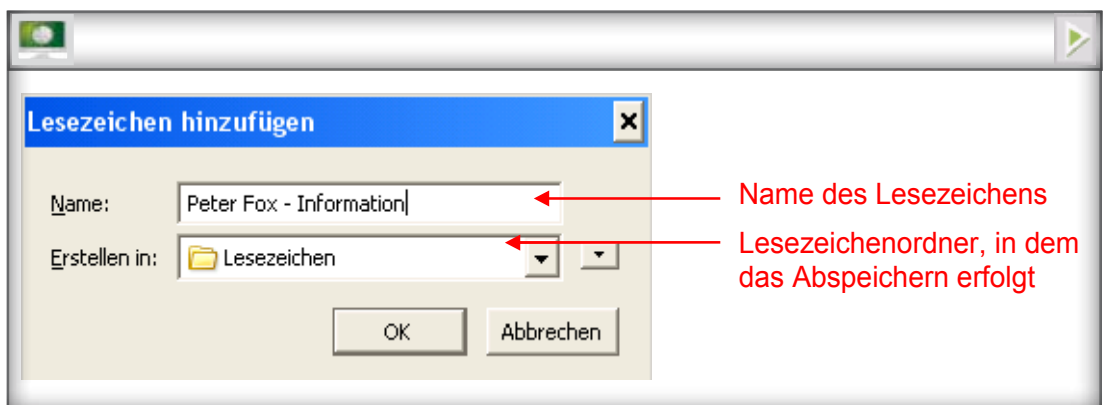 Lesezeichen hinzufügen
Name: Peter Fox - Information
Name des Lesezeichens
Erstellen in: Lesezeichen
Lesezeichenordner, in dem
das Abspeichern erfolgt
OK Abbrechen